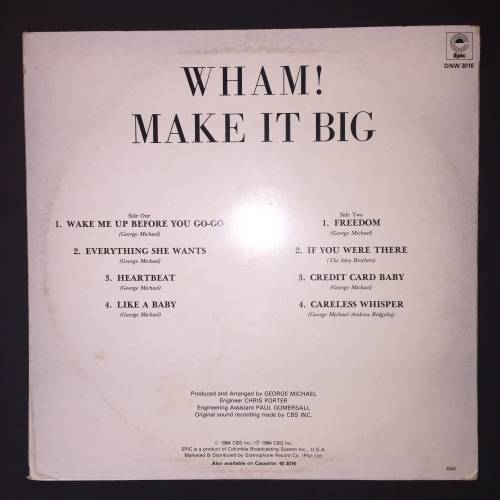 Epic
DNW 3016
WHAM!
MAKE IT BIG
Side One
1. WAKE ME UP BEFORE YOU GO-GO
(George Michael)
2. EVERYTHING SHE WANTS
(George Michael)
3. HEARTBEAT
(George Michael)
4. LIKE A BABY
(George Michael)
Side Two
1. FREEDOM
(George Michael)
2. IF YOU WERE THERE
(The Isley Brothers)
3. CREDIT CARD BABY
(George Michael)
4. CARELESS WHISPER
(George Michael/Andrew Ridgeley)
Produced and Arranged by GEORGE MICHAEL
Engineer CHRIS PORTER
Engineering Assistant PAUL GOMERSALL
Original sound recording made by CBS INC.
© 1984 CBS Inc./℗ 1984 CBS Inc.
EPIC is a product of Columbia Broadcasting System Inc., U.S.A.
Marketed & Distributed by Gramophone Record Co (Pty) Ltd.
Also available on Cassette: 40 3016